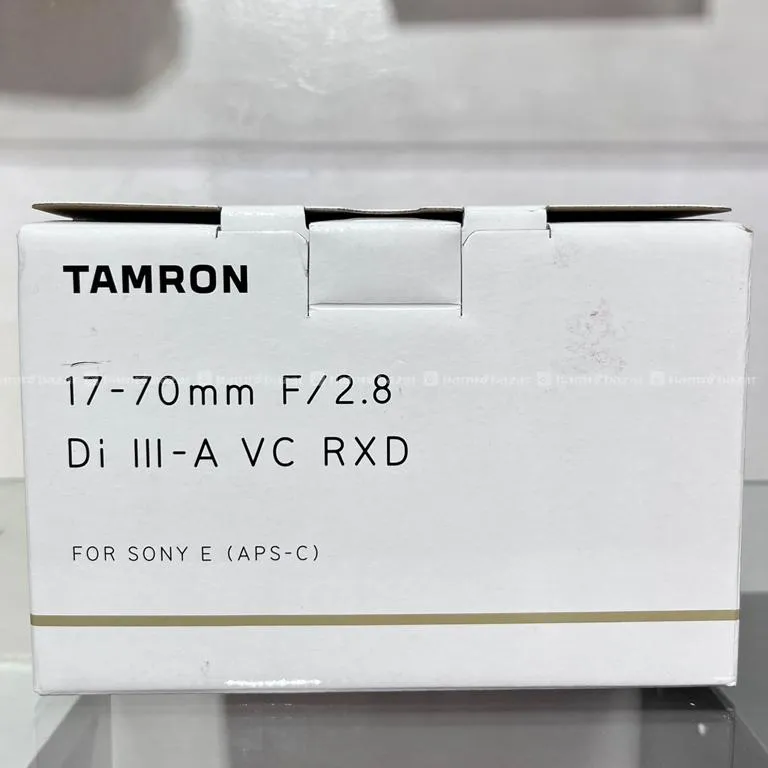 TAMRON
17-70mm F/2.8
Di III-A VC RXD
FOR SONY E (APS-C)